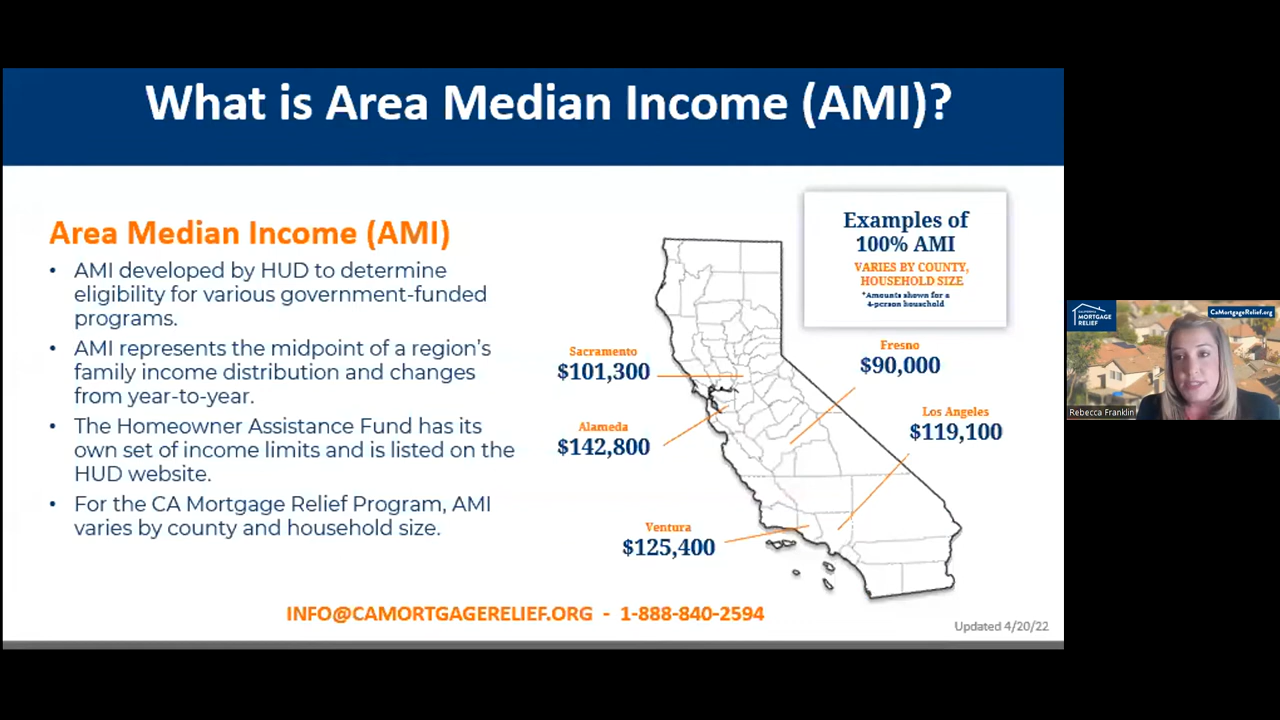 What is Area Median Income (AMI)?
Area Median Income (AMI)
• AMI developed by HUD to determine
eligibility for various government-funded
programs.
• AMI represents the midpoint of a region's
family income distribution and changes
from year-to-year.
• The Homeowner Assistance Fund has its
own set of income limits and is listed on the
HUD website.
• For the CA Mortgage Relief Program, AMI
varies by county and household size.
Examples of
100% AMI
VARIES BY COUNTY,
HOUSEHOLD SIZE
*Amounts shown for a
4-person household
Sacramento
$101,300
Alameda
$142,800
Ventura
$125,400
Fresno
$90,000
Los Angeles
$119,100
INFO@CAMORTGAGERELIEF.ORG - 1-888-840-2594
Updated 4/20/22
CALIFORNIA
MORTGAGE
RELIEF
CaMortgageRelief.org
Rebecca Franklin